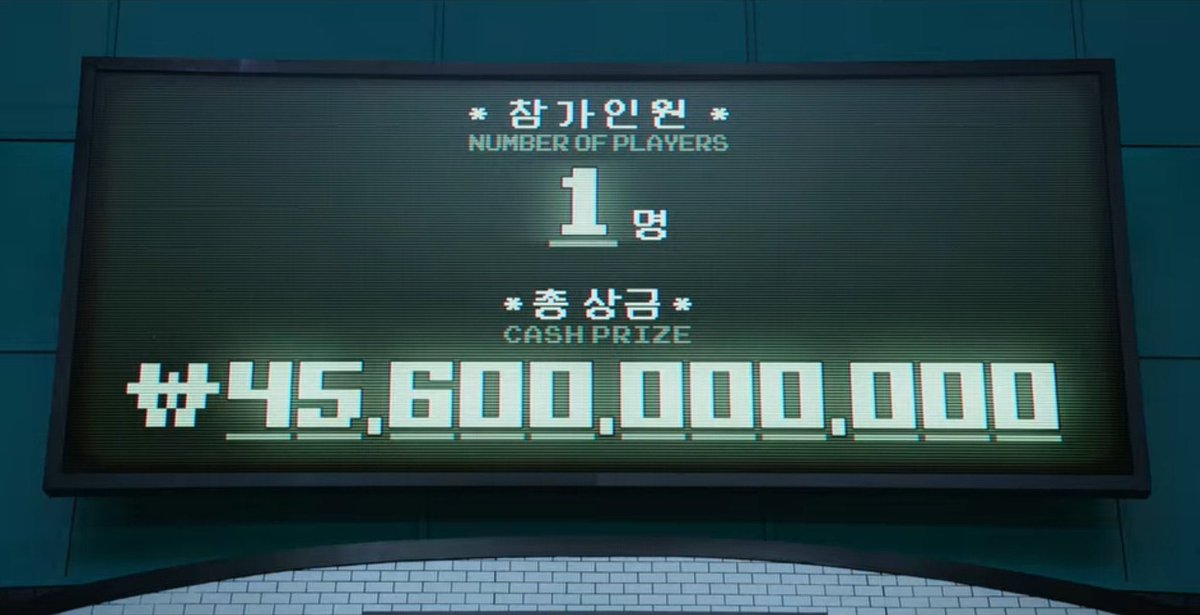 * 참가인원 *
NUMBER OF PLAYERS
1 명
* 총 상금 *
CASH PRIZE
₩45,600,000,000